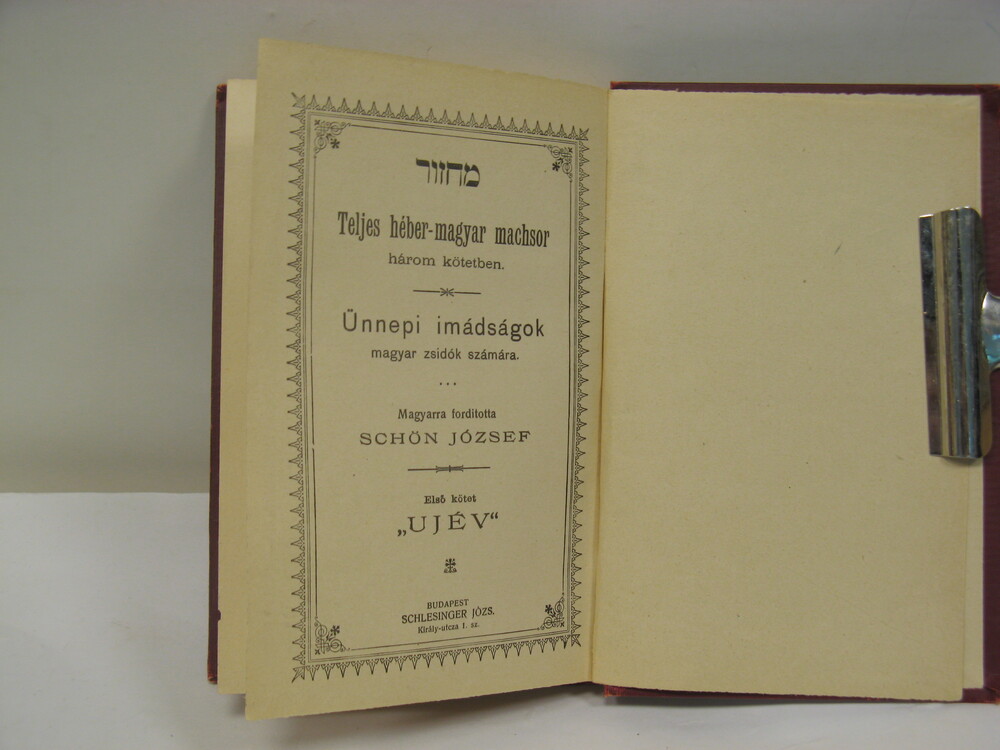 מחזור
Teljes héber-magyar machsor
három kötetben.
Ünnepi imádságok
magyar zsidók számára.
...
Magyarra forditotta
SCHÖN JÓZSEF
Első kötet
„UJÉV“
BUDAPEST
SCHLESINGER JÓZS.
Király-utcza 1. sz.